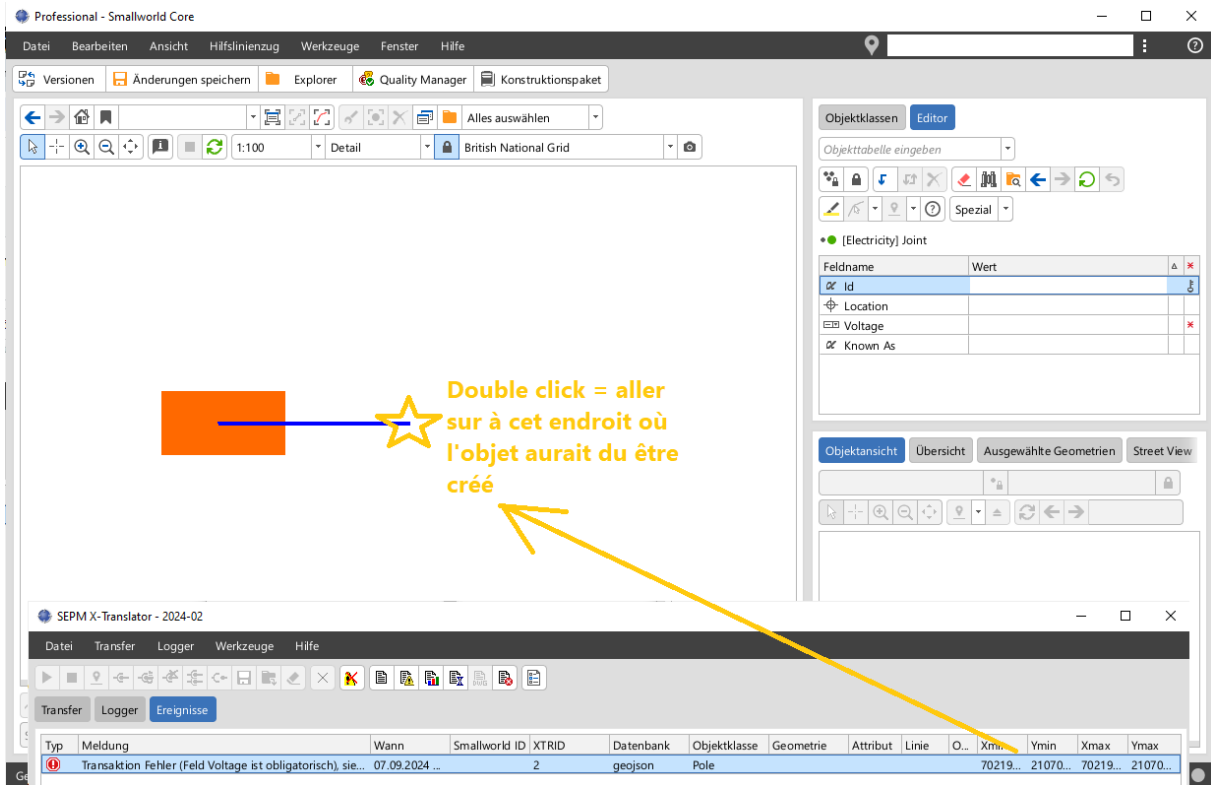 Professional - Smallworld Core
Datei Bearbeiten Ansicht Hilfslinienzug Werkzeuge Fenster Hilfe
Versionen Änderungen speichern Explorer Quality Manager Konstruktionspaket
Alles auswählen
1:100 Detail British National Grid
Objektklassen Editor
Objekttabelle eingeben
Spezial
[Electricity] Joint
Feldname Wert
Id
Location
Voltage
Known As
Double click = aller
sur à cet endroit où
l'objet aurait du être
créé
Objektansicht Übersicht Ausgewählte Geometrien Street View
SEPM X-Translator - 2024-02
Datei Transfer Logger Werkzeuge Hilfe
Transfer Logger Ereignisse
Typ Meldung Wann Smallworld ID XTRID Datenbank Objektklasse Geometrie Attribut Linie O... Ymin Xmax Ymax
Transaktion Fehler (Feld Voltage ist obligatorisch), sie... 07.09.2024 ... 2 geojson Pole 70219... 21070... 70219... 21070...
Ge